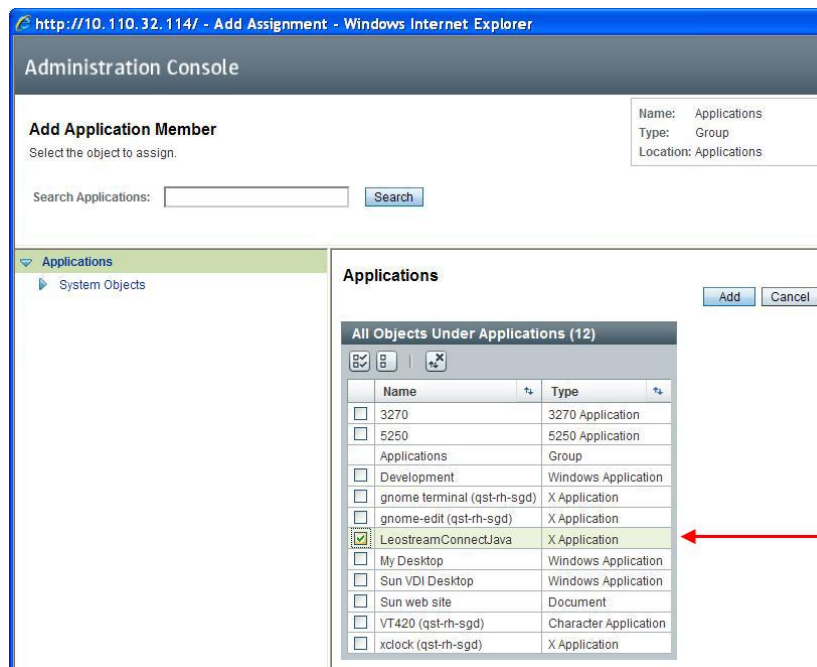 http://10.110.32.114/ - Add Assignment - Windows Internet Explorer
Administration Console
Add Application Member
Select the object to assign.
Name: Applications
Type: Group
Location: Applications
Search Applications: Search
Applications
System Objects
Applications
Add Cancel
All Objects Under Applications (12)
Name Type
3270 3270 Application
5250 5250 Application
Applications Group
Development Windows Application
gnome terminal (qst-rh-sgd) X Application
gnome-edit (qst-rh-sgd) X Application
LeostreamConnectJava X Application
My Desktop Windows Application
Sun VDI Desktop Windows Application
Sun web site Document
VT420 (qst-rh-sgd) Character Application
xclock (qst-rh-sgd) X Application